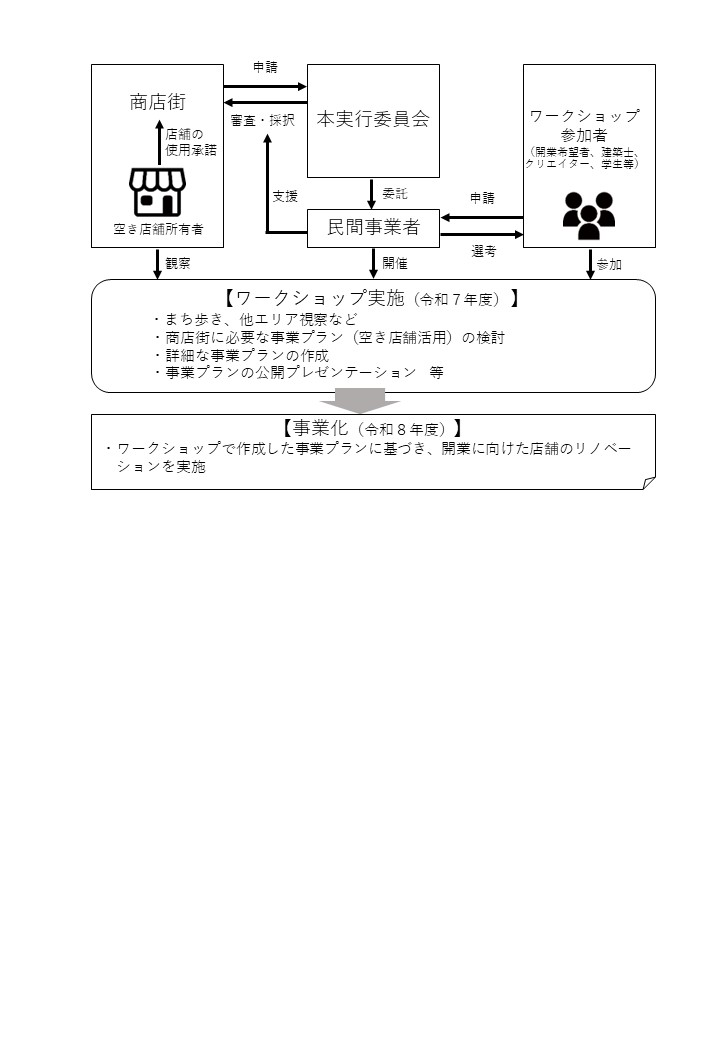 申請
商店街
審査・採択
本実行委員会
ワークショップ
参加者
（開業希望者、建築士、
クリエイター、学生等）
店舗の
使用承諾
支援
委託
申請
空き店舗所有者
民間事業者
選考
観察
開催
参加
【ワークショップ実施（令和７年度）】
・まち歩き、他エリア視察など
・商店街に必要な事業プラン（空き店舗活用）の検討
・詳細な事業プランの作成
・事業プランの公開プレゼンテーション　等
【事業化（令和８年度）】
・ワークショップで作成した事業プランに基づき、開業に向けた店舗のリノベー
ションを実施